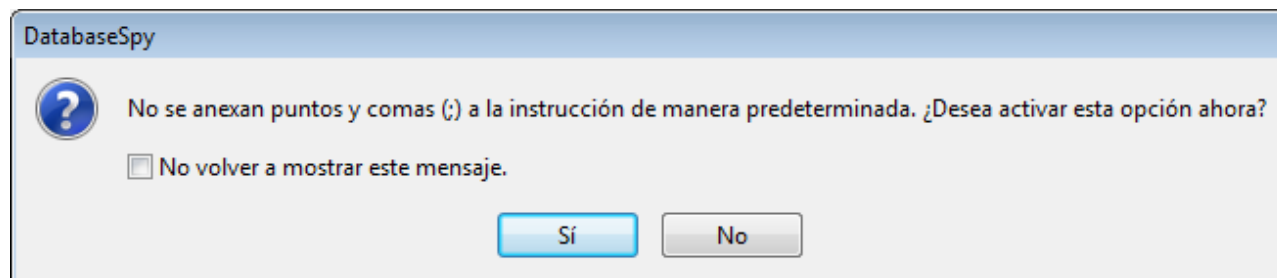 DatabaseSpy
?
No se anexan puntos y comas (;) a la instrucción de manera predeterminada. ¿Desea activar esta opción ahora?
No volver a mostrar este mensaje.
Sí No